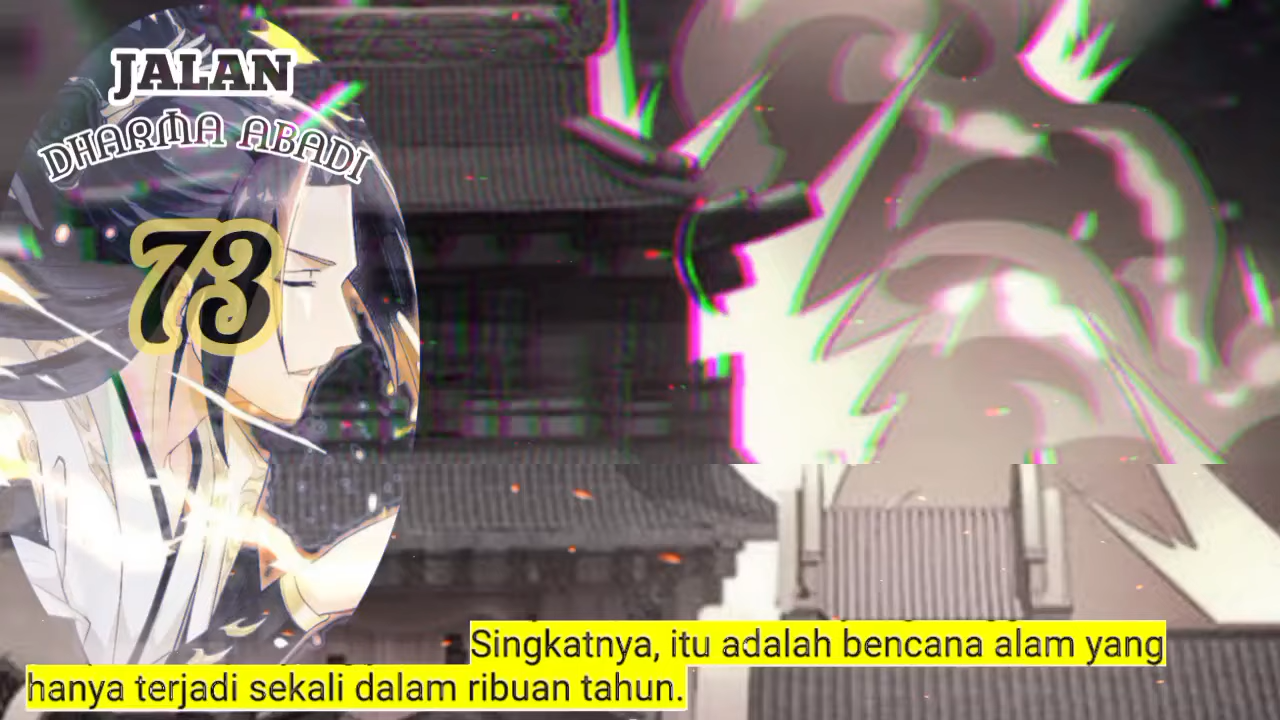 JALAN
DHARMA ABADI
73
Singkatnya, itu adalah bencana alam yang
hanya terjadi sekali dalam ribuan tahun.